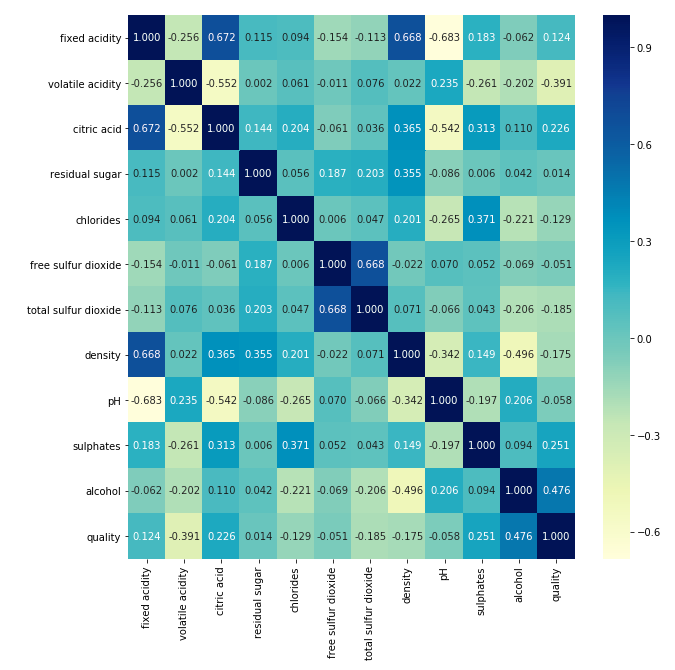 fixed acidity 1.000 -0.256 0.672 0.115 0.094 -0.154 -0.113 0.668 -0.683 0.183 -0.062 0.124
volatile acidity -0.256 1.000 -0.552 0.002 0.061 -0.011 0.076 0.022 0.235 -0.261 -0.202 -0.391
citric acid 0.672 -0.552 1.000 0.144 0.204 -0.061 0.036 0.365 -0.542 0.313 0.110 0.226
residual sugar 0.115 0.002 0.144 1.000 0.056 0.187 0.203 0.355 -0.086 0.006 0.042 0.014
chlorides 0.094 0.061 0.204 0.056 1.000 0.006 0.047 0.201 -0.265 0.371 -0.221 -0.129
free sulfur dioxide -0.154 -0.011 -0.061 0.187 0.006 1.000 0.668 -0.022 0.070 0.052 -0.069 -0.051
total sulfur dioxide -0.113 0.076 0.036 0.203 0.047 0.668 1.000 0.071 -0.066 0.043 -0.206 -0.185
density 0.668 0.022 0.365 0.355 0.201 -0.022 0.071 1.000 -0.342 0.149 -0.496 -0.175
pH -0.683 0.235 -0.542 -0.086 -0.265 0.070 -0.066 -0.342 1.000 -0.197 0.206 -0.058
sulphates 0.183 -0.261 0.313 0.006 0.371 0.052 0.043 0.149 -0.197 1.000 0.094 0.251
alcohol -0.062 -0.202 0.110 0.042 -0.221 -0.069 -0.206 -0.496 0.206 0.094 1.000 0.476
quality 0.124 -0.391 0.226 0.014 -0.129 -0.051 -0.185 -0.175 -0.058 0.251 0.476 1.000
fixed acidity
volatile acidity
citric acid
residual sugar
chlorides
free sulfur dioxide
total sulfur dioxide
density
pH
sulphates
alcohol
quality
0.9
0.6
0.3
0.0
−0.3
−0.6